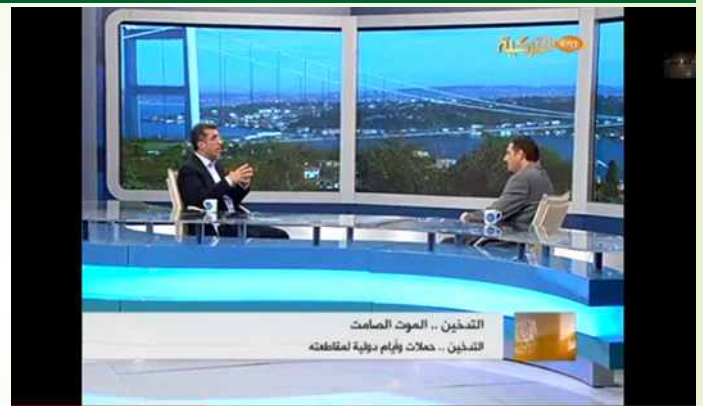 التركية
التدخين .. الموت الصامت
التدخين .. حملات وأيام دولية لمقاطعته